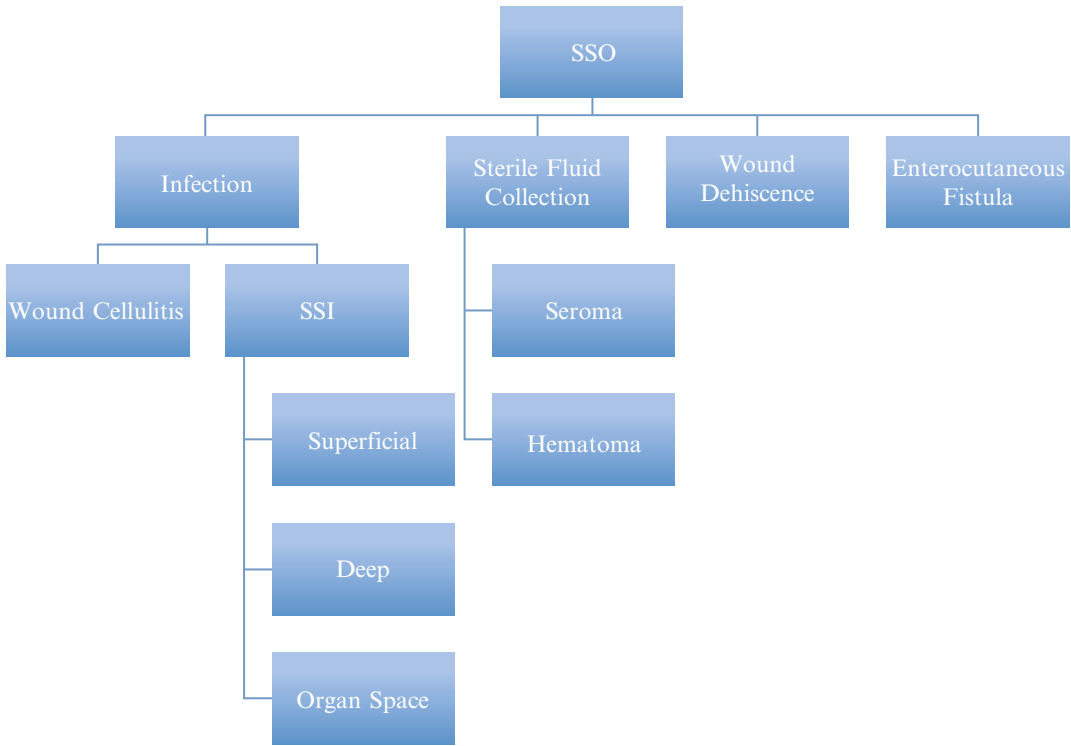 SSO
Infection
Sterile Fluid
Collection
Wound
Dehiscence
Enterocutaneous
Fistula
Wound Cellulitis
SSI
Seroma
Superficial
Hematoma
Deep
Organ Space